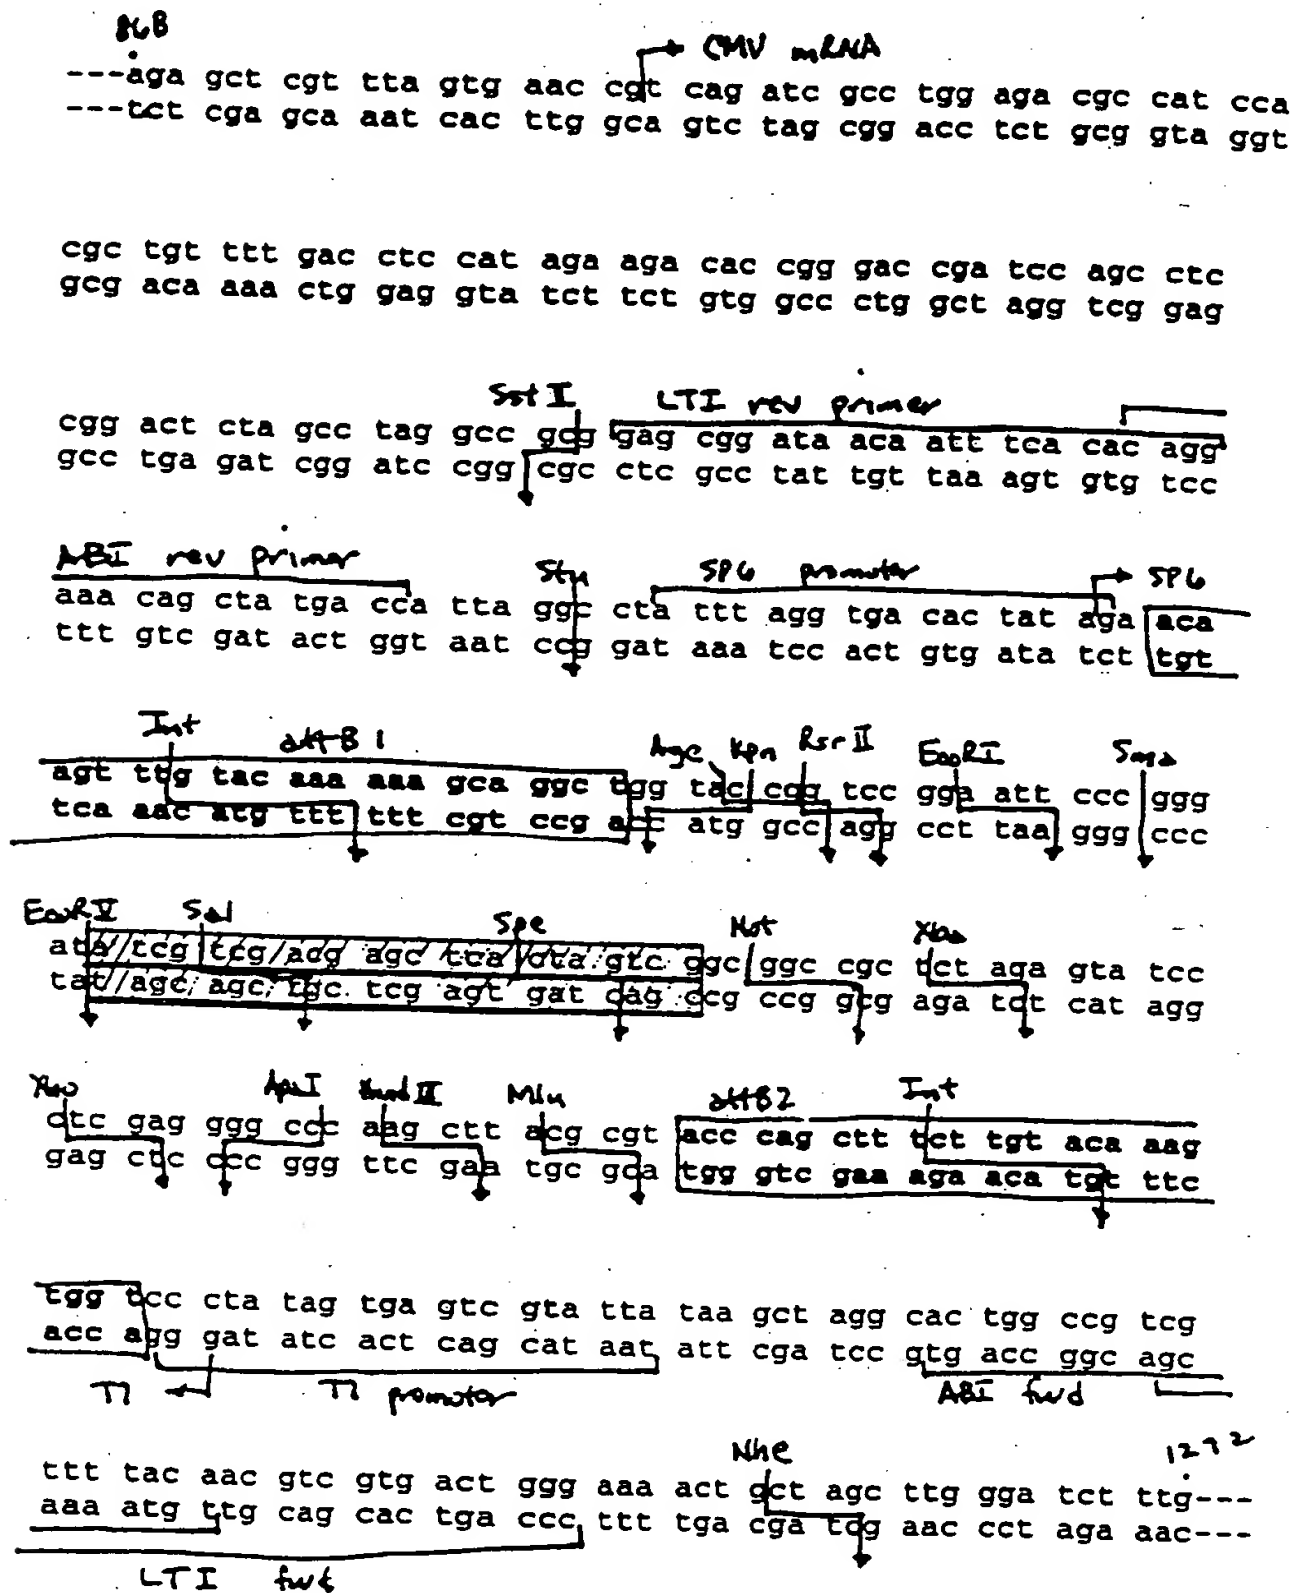 868
CMV mRNA
---aga gct cgt tta gtg aac cgt cag atc gcc tgg aga cgc cat cca
---tct cga gca aat cac ttg gca gtc tag cgg acc tct gcg gta ggt
cgc tgt ttt gac ctc cat aga aga cac cgg gac cga tcc agc ctc
gcg aca aaa ctg gag gta tct tct gtg gcc ctg gct agg tcg gag
Sst I LTI rev primer
cgg act cta gcc tag gcc gcg gag cgg ata aca att tca cac agg
gcc tga gat cgg atc cgg cgc ctc gcc tat tgt taa agt gtg tcc
ABI rev primer Stu SP6 promoter SP6
aaa cag cta tga cca tta ggc cta ttt agg tga cac tat aga aca
ttt gtc gat act ggt aat ccg gat aaa tcc act gtg ata tct tgt
Int attB1 Age Kpn Rsr II EcoRI Sma
agt ttg tac aaa aaa gca ggc tgg tac cgg tcc gga att ccc ggg
tca aac atg ttt ttt cgt ccg acc atg gcc agg cct taa ggg ccc
EcoRV Sal Spe Not Xba
ata tcg tcg acg agc tca cta gtc ggc ggc cgc tct aga gta tcc
tat agc agc tgc tcg agt gat cag ccg ccg gcg aga tct cat agg
Xho ApaI Hind III Mlu attB2 Int
ctc gag ggg ccc aag ctt acg cgt acc cag ctt tct tgt aca aag
gag ctc ccc ggg ttc gaa tgc gca tgg gtc gaa aga aca tgt ttc
tgg tcc cta tag tga gtc gta tta taa gct agg cac tgg ccg tcg
acc agg gat atc act cag cat aat att cga tcc gtg acc ggc agc
T7 T7 promoter ABI fwd
Nhe 1272
ttt tac aac gtc gtg act ggg aaa act gct agc ttg gga tct ttg---
aaa atg ttg cag cac tga ccc ttt tga cga tcg aac cct aga aac---
LTI fwd